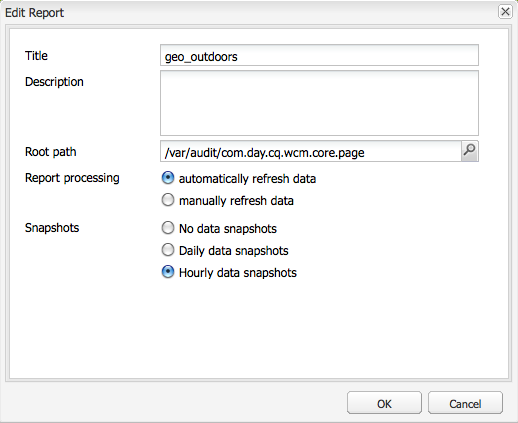 Edit Report
Title geo_outdoors
Description
Root path /var/audit/com.day.cq.wcm.core.page
Report processing automatically refresh data
manually refresh data
Snapshots No data snapshots
Daily data snapshots
Hourly data snapshots
OK Cancel